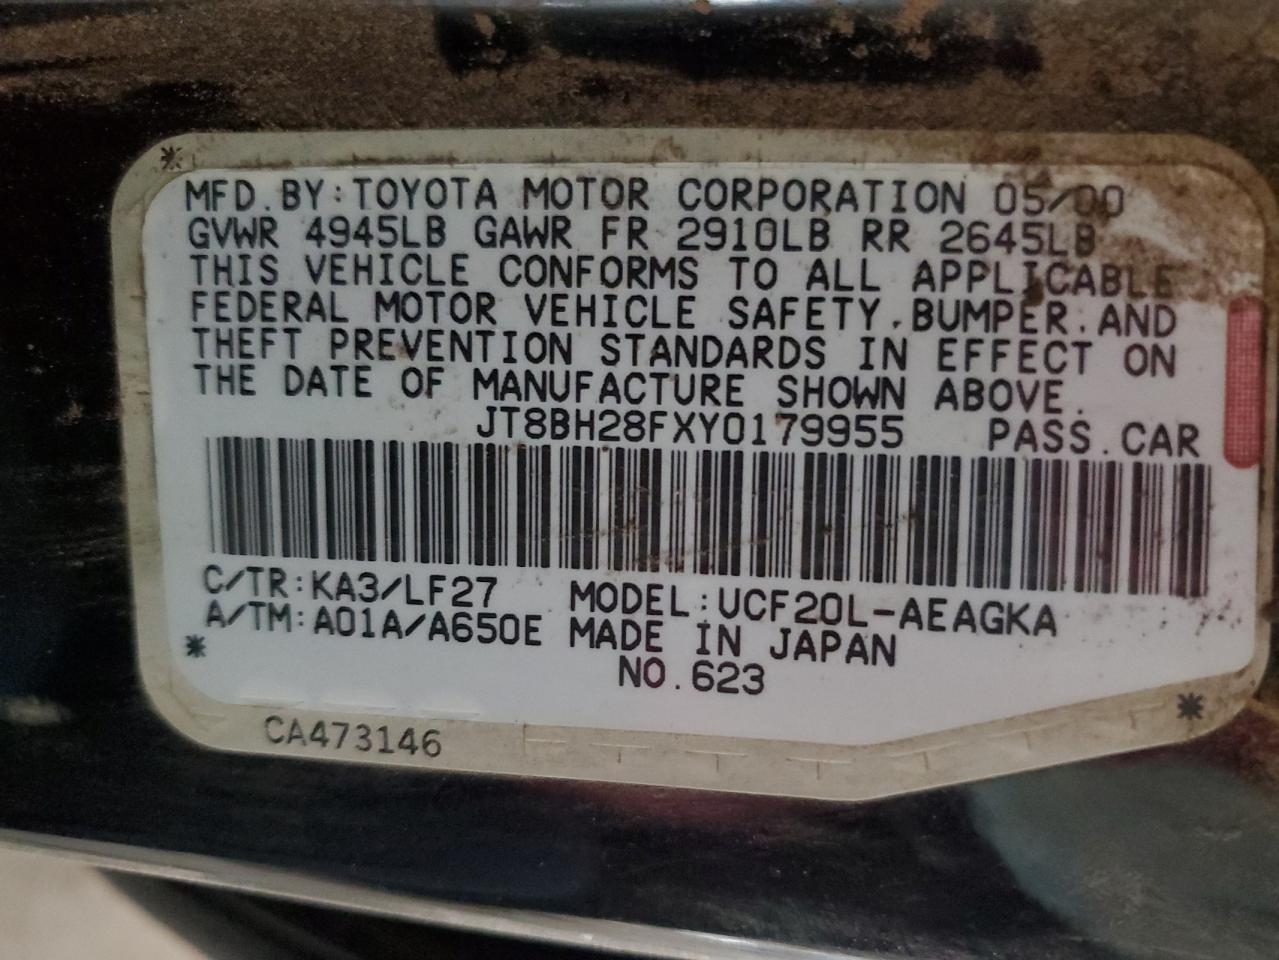 MFD.BY:TOYOTA MOTOR CORPORATION 05/00
GVWR 4945LB GAWR FR 2910LB RR 2645LB
THIS VEHICLE CONFORMS TO ALL APPLICABLE
FEDERAL MOTOR VEHICLE SAFETY,BUMPER,AND
THEFT PREVENTION STANDARDS IN EFFECT ON
THE DATE OF MANUFACTURE SHOWN ABOVE.
JT8BH28FXY0179955 PASS.CAR
C/TR:KA3/LF27 MODEL:UCF20L-AEAGKA
A/TM:A01A/A650E MADE IN JAPAN
NO.623
CA473146